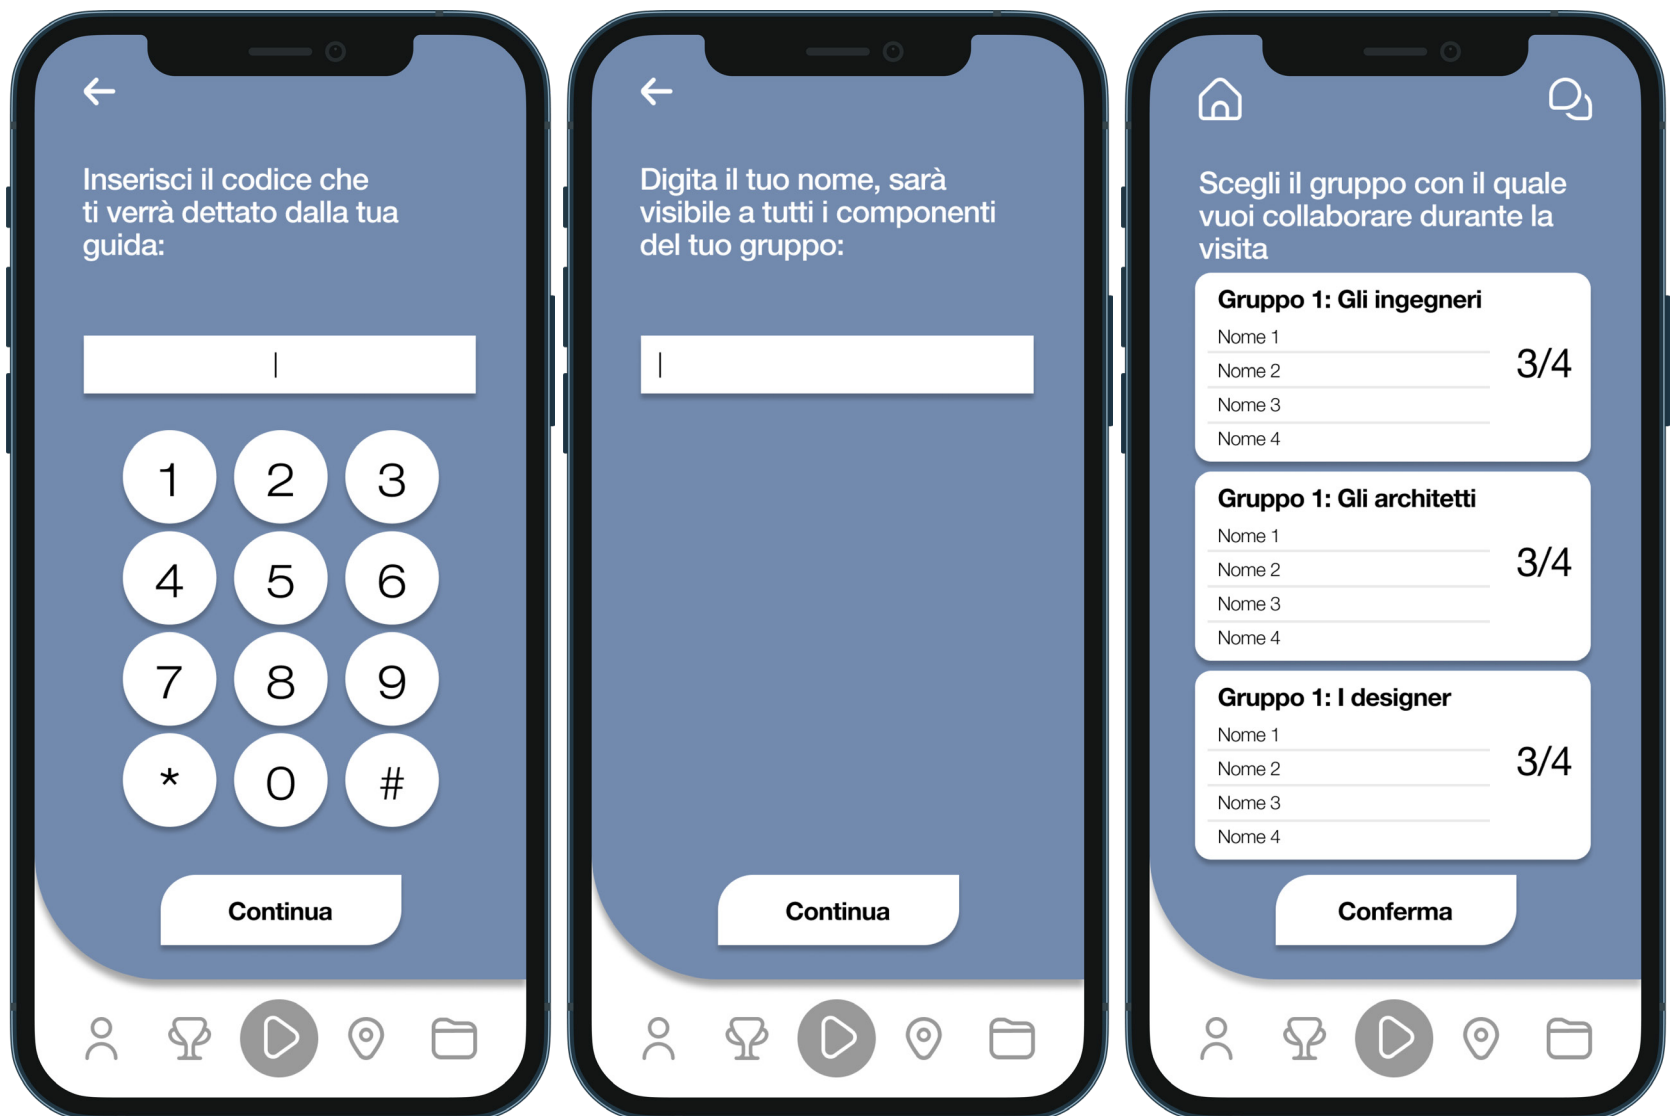 Inserisci il codice che
ti verrà dettato dalla tua
guida:
1 2 3
4 5 6
7 8 9
* 0 #
Continua
Digita il tuo nome, sarà
visibile a tutti i componenti
del tuo gruppo:
Continua
Scegli il gruppo con il quale
vuoi collaborare durante la
visita
Gruppo 1: Gli ingegneri
Nome 1
Nome 2
Nome 3
Nome 4
3/4
Gruppo 1: Gli architetti
Nome 1
Nome 2
Nome 3
Nome 4
3/4
Gruppo 1: I designer
Nome 1
Nome 2
Nome 3
Nome 4
3/4
Conferma